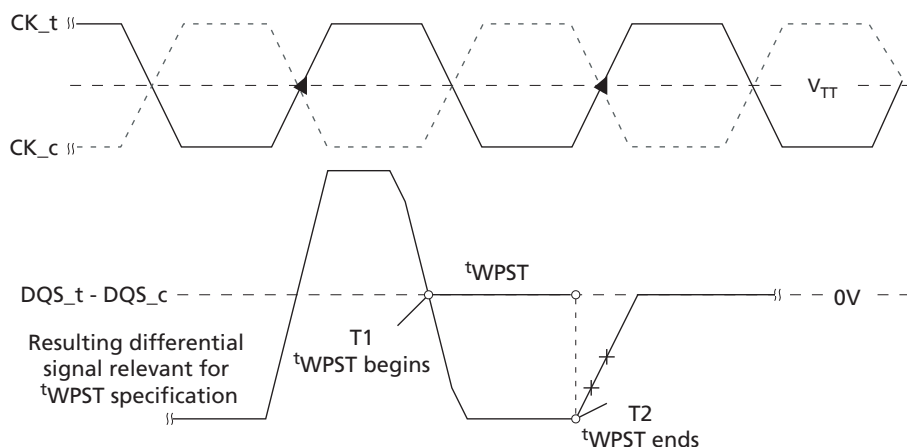 CK_t
VTT
CK_c
tWPST
DQS_t - DQS_c
0V
T1
tWPST begins
Resulting differential
signal relevant for
tWPST specification
T2
tWPST ends